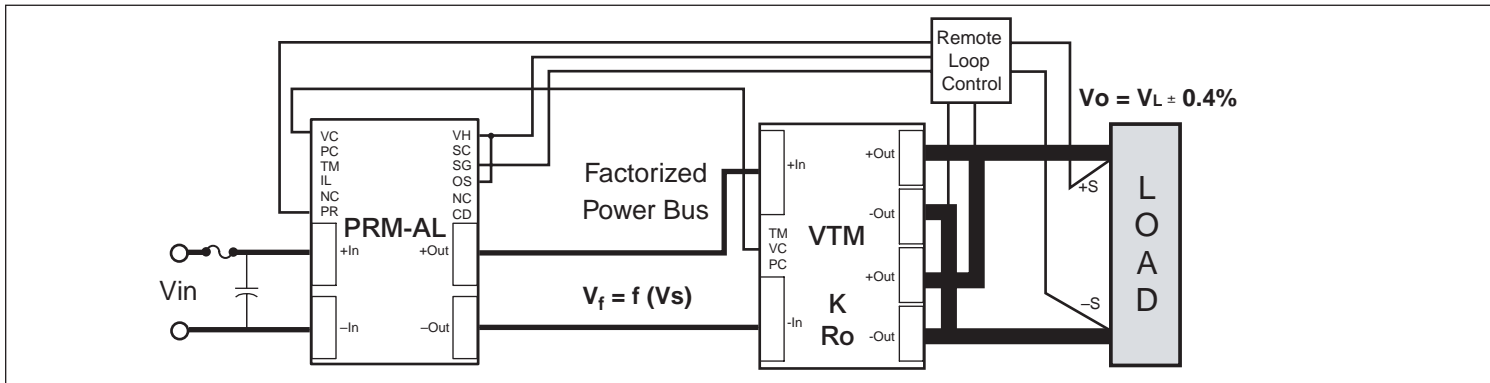 Remote
Loop
Control
Vo = VL ± 0.4%
VC
PC
TM
IL
NC
PR
VH
SC
SG
OS
NC
CD
PRM-AL
+In
–In
+Out
–Out
Vin
Factorized
Power Bus
Vf = f (Vs)
+In
TM
VC
PC
-In
VTM
K
Ro
+Out
-Out
+Out
-Out
+S
–S
L
O
A
D